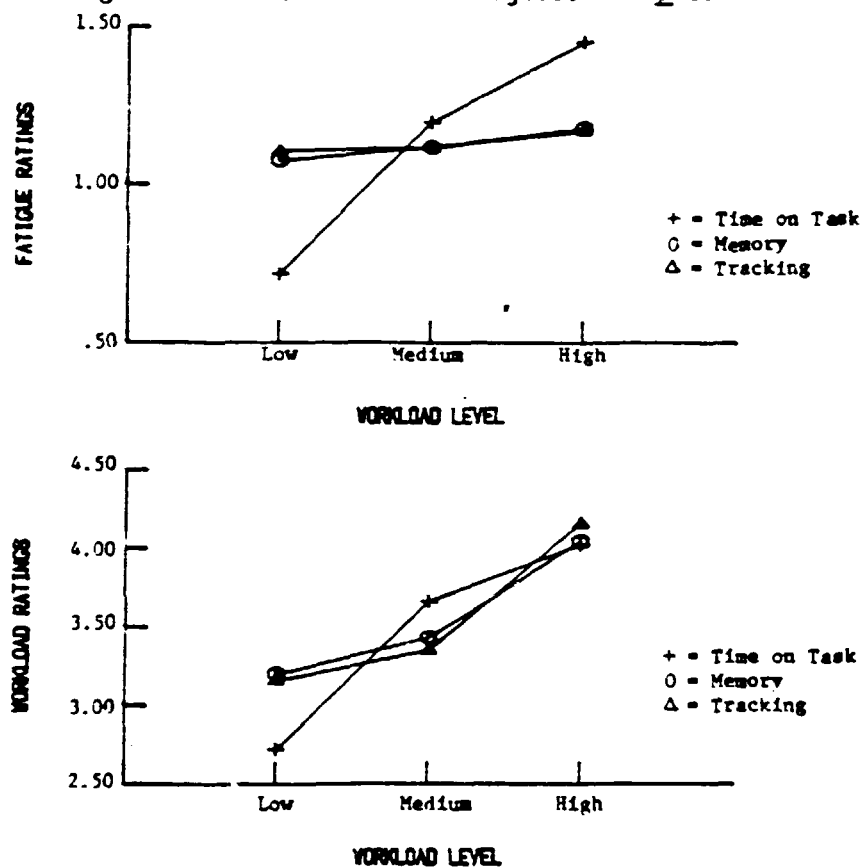 1.50
1.00
.50
FATIGUE RATINGS
+ = Time on Task
O = Memory
Δ = Tracking
Low Medium High
WORKLOAD LEVEL
4.50
4.00
3.50
3.00
2.50
WORKLOAD RATINGS
+ = Time on Task
O = Memory
Δ = Tracking
Low Medium High
WORKLOAD LEVEL